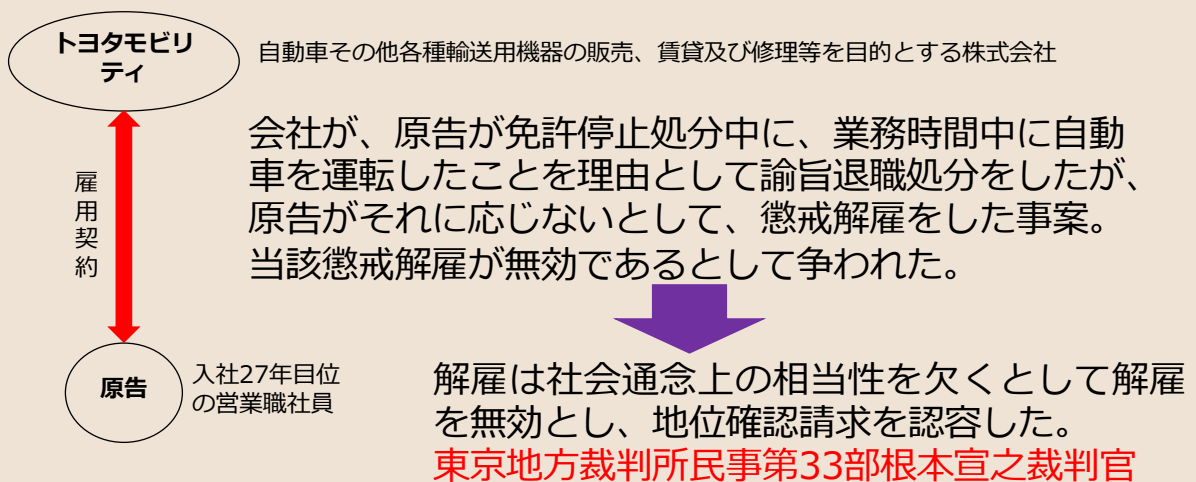 トヨタモビリ
ティ
自動車その他各種輸送用機器の販売、賃貸及び修理等を目的とする株式会社
会社が、原告が免許停止処分中に、業務時間中に自動
車を運転したことを理由として諭旨退職処分をしたが、
原告がそれに応じないとして、懲戒解雇をした事案。
当該懲戒解雇が無効であるとして争われた。
雇
用
契
約
原告
入社27年目位
の営業職社員
解雇は社会通念上の相当性を欠くとして解雇
を無効とし、地位確認請求を認容した。
東京地方裁判所民事第33部根本宣之裁判官